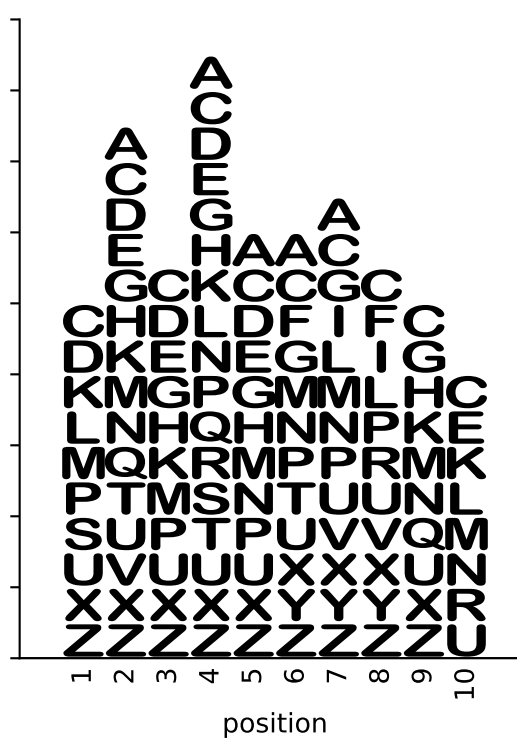 A
C
A D
C E
D G A
E H A A C
G C K C C G C
C H D L D F I F C
D K E N E G L I G
K M G P G M M L H C
L N H Q H N N P K E
M Q K R M P P R M K
P T M S N T U U N L
S U P T P U V V Q M
U V U U U X X X U N
X X X X X Y Y Y X R
Z Z Z Z Z Z Z Z Z U
1 2 3 4 5 6 7 8 9 10
position